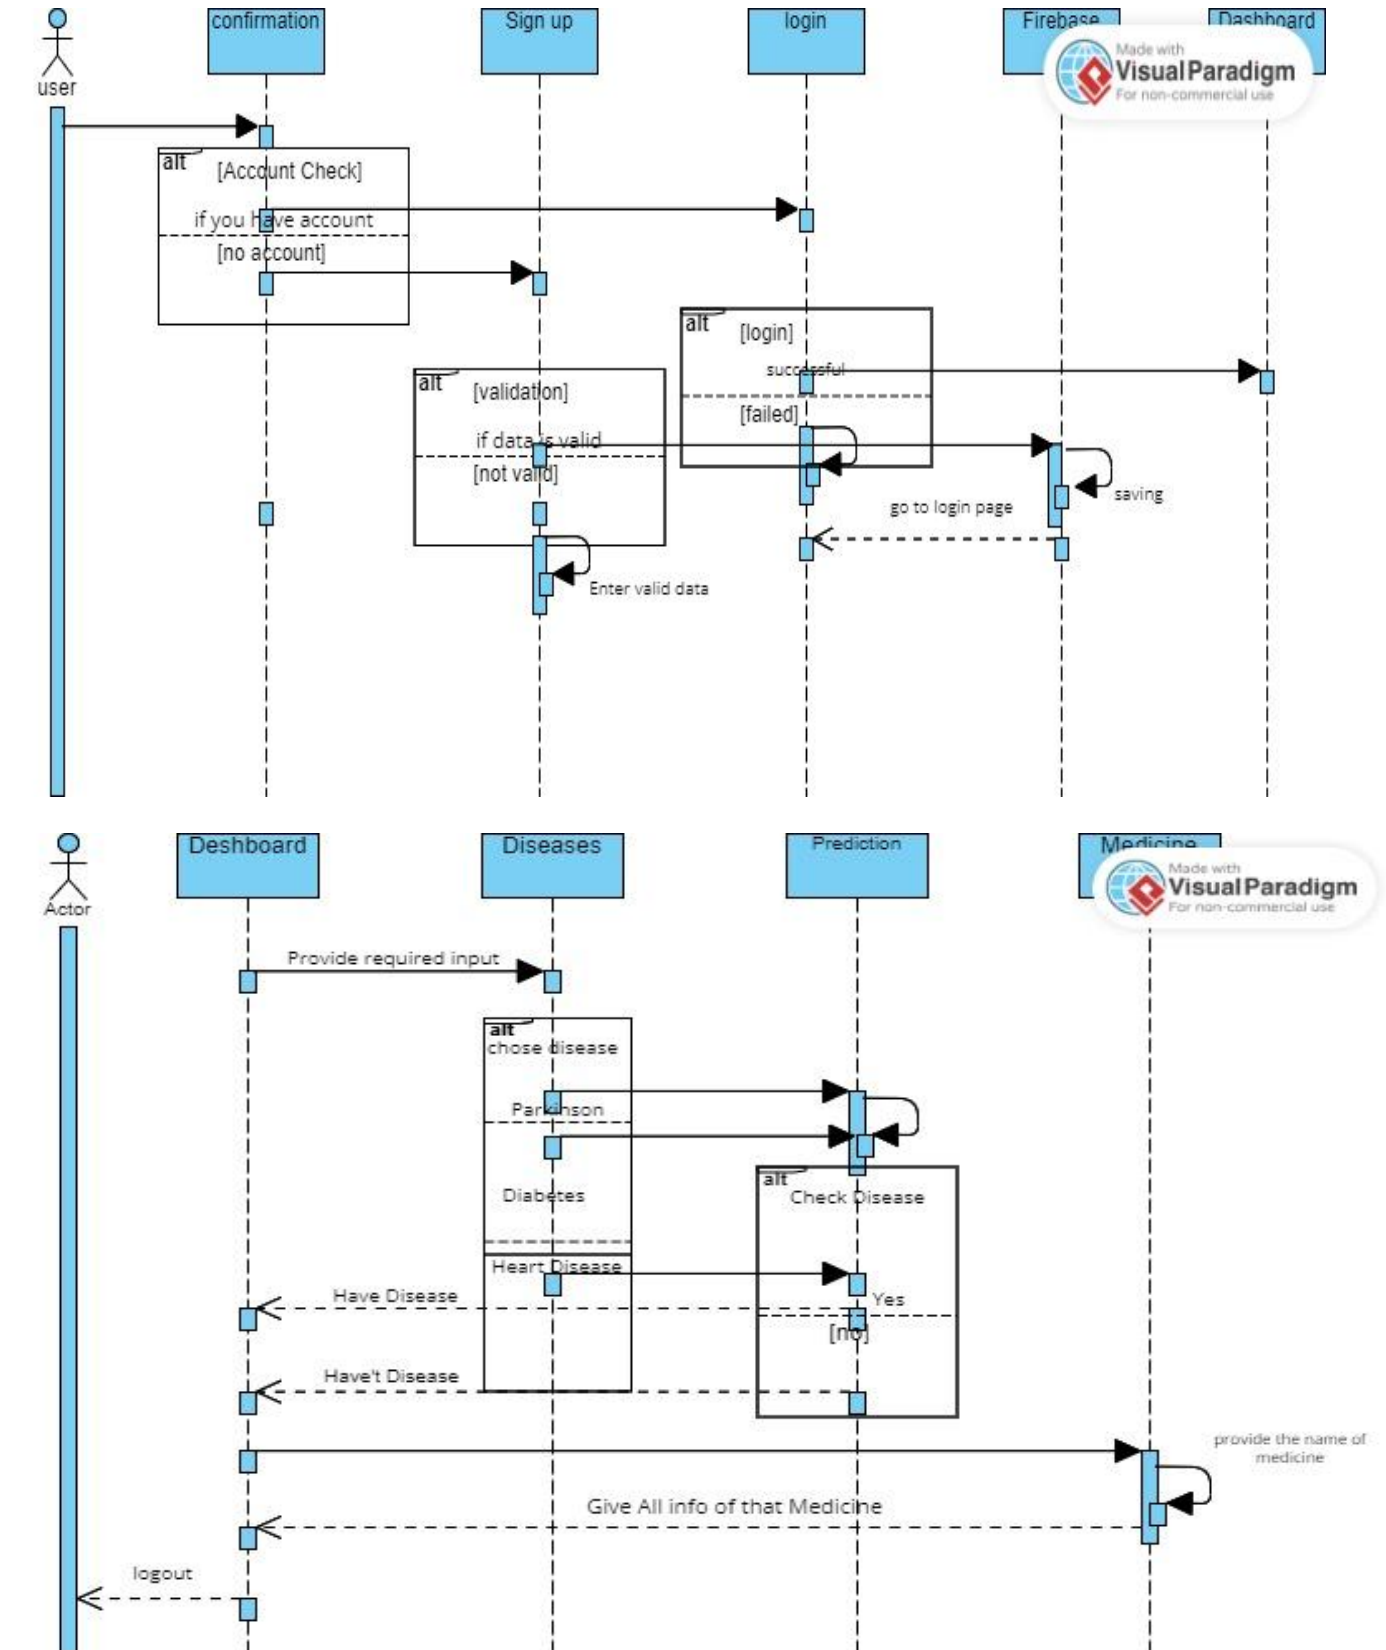 confirmation
Sign up
login
Firebase
Dashboard
Made with
Visual Paradigm
For non-commercial use
user
alt
[Account Check]
if you have account
[no account]
alt
[login]
successful
[failed]
alt
[validation]
if data is valid
[not valid]
saving
go to login page
Enter valid data
Deshboard
Diseases
Prediction
Medicine
Made with
Visual Paradigm
For non-commercial use
Actor
Provide required input
alt
chose disease
Parkinson
alt
Check Disease
Diabetes
Heart Disease
Have Disease
Yes
[no]
Have't Disease
provide the name of
medicine
Give All info of that Medicine
logout